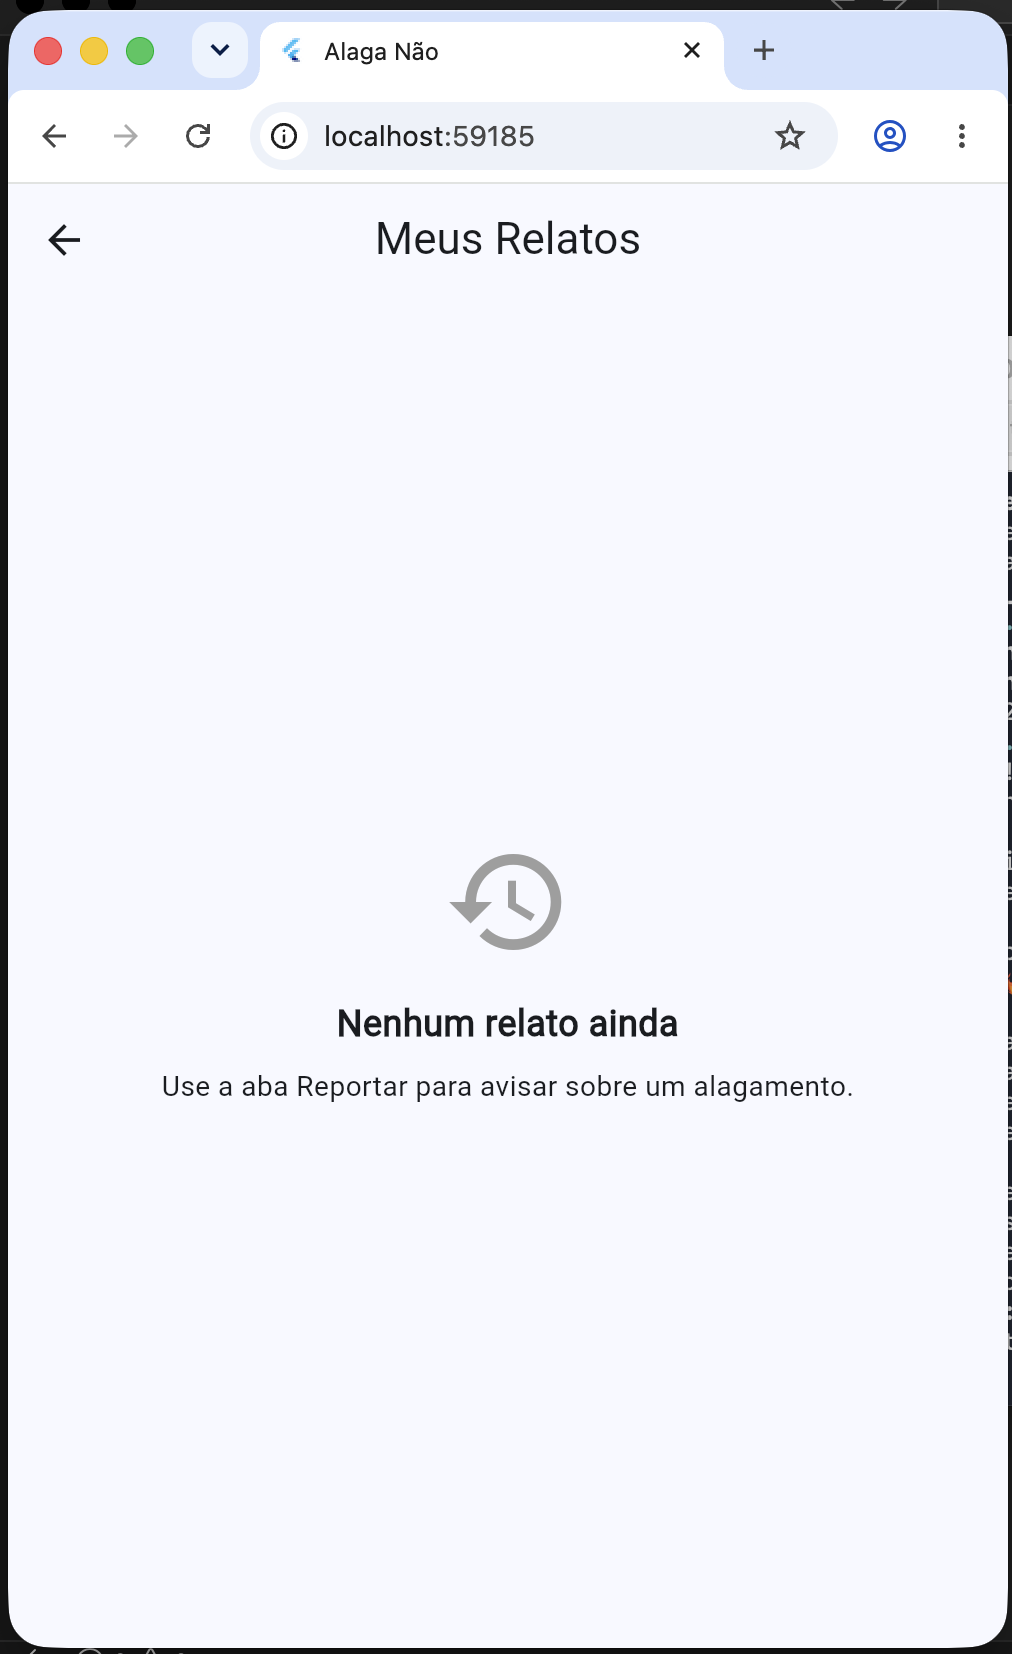 Alaga Não
localhost:59185
Meus Relatos
Nenhum relato ainda
Use a aba Reportar para avisar sobre um alagamento.